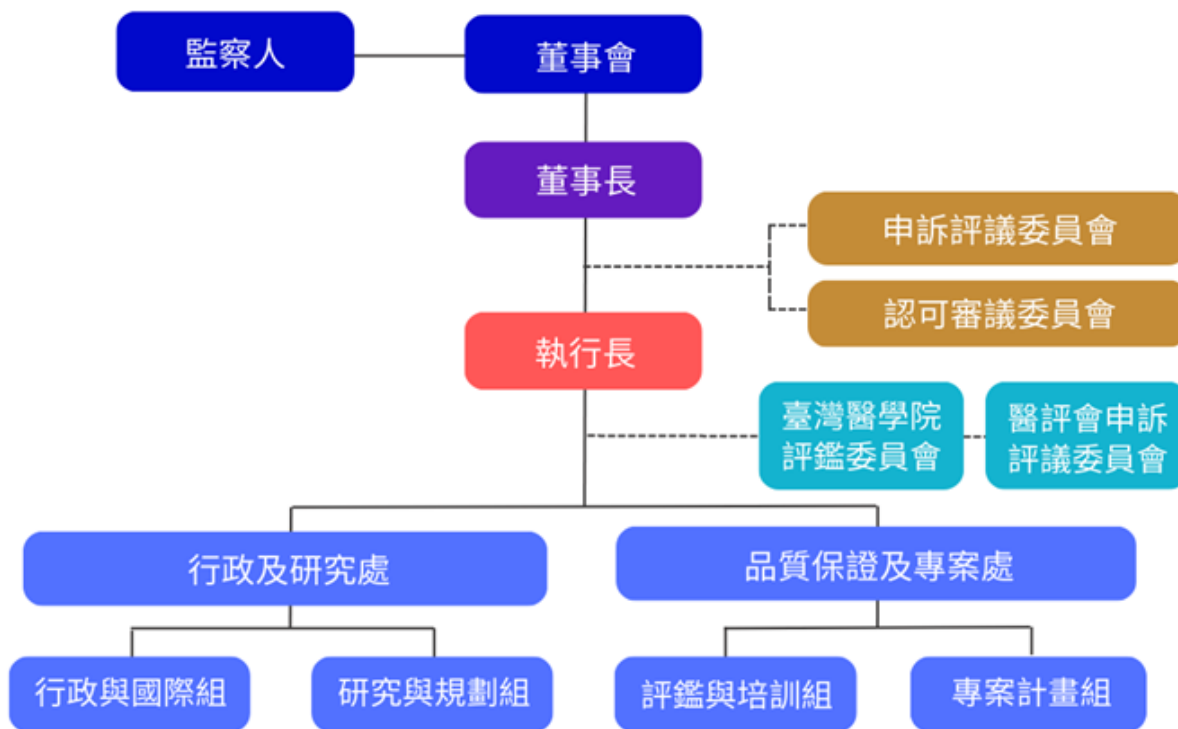 監察人
董事會
董事長
申訴評議委員會
認可審議委員會
執行長
臺灣醫學院
評鑑委員會
醫評會申訴
評議委員會
行政及研究處
品質保證及專案處
行政與國際組
研究與規劃組
評鑑與培訓組
專案計畫組